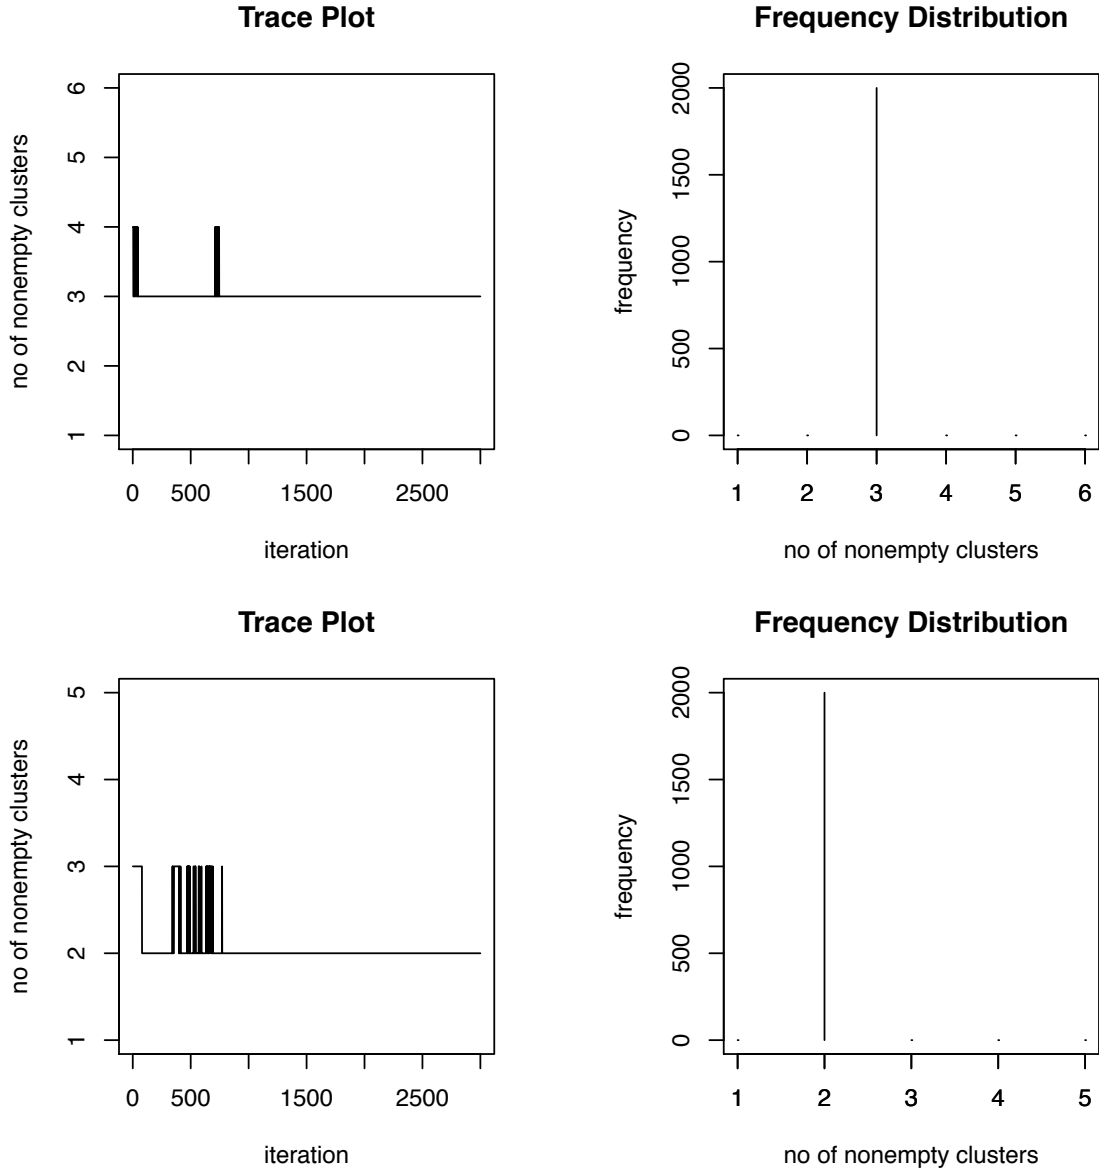 Trace Plot
no of nonempty clusters
6
5
4
3
2
1
0 500 1500 2500
iteration
Frequency Distribution
frequency
2000
1500
1000
500
0
1 2 3 4 5 6
no of nonempty clusters
Trace Plot
no of nonempty clusters
5
4
3
2
1
0 500 1500 2500
iteration
Frequency Distribution
frequency
2000
1500
1000
500
0
1 2 3 4 5
no of nonempty clusters